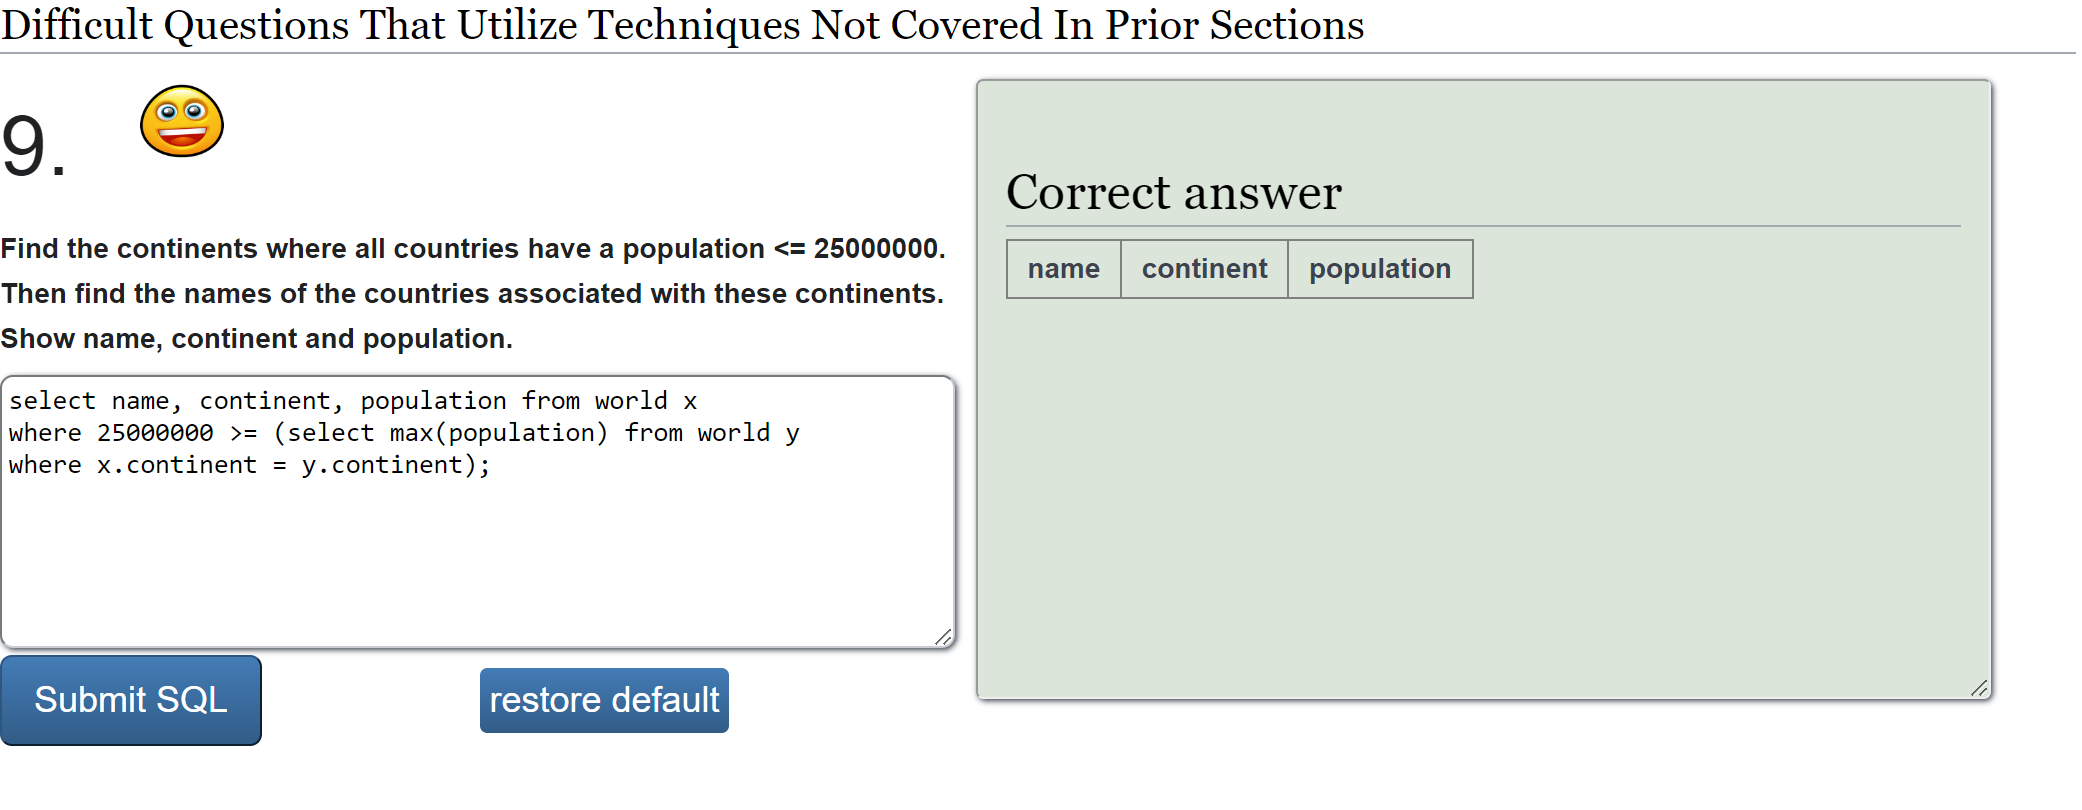 Difficult Questions That Utilize Techniques Not Covered In Prior Sections
9.
Find the continents where all countries have a population <= 25000000.
Then find the names of the countries associated with these continents.
Show name, continent and population.
select name, continent, population from world x
where 25000000 >= (select max(population) from world y
where x.continent = y.continent);
Submit SQL
restore default
Correct answer
name continent population